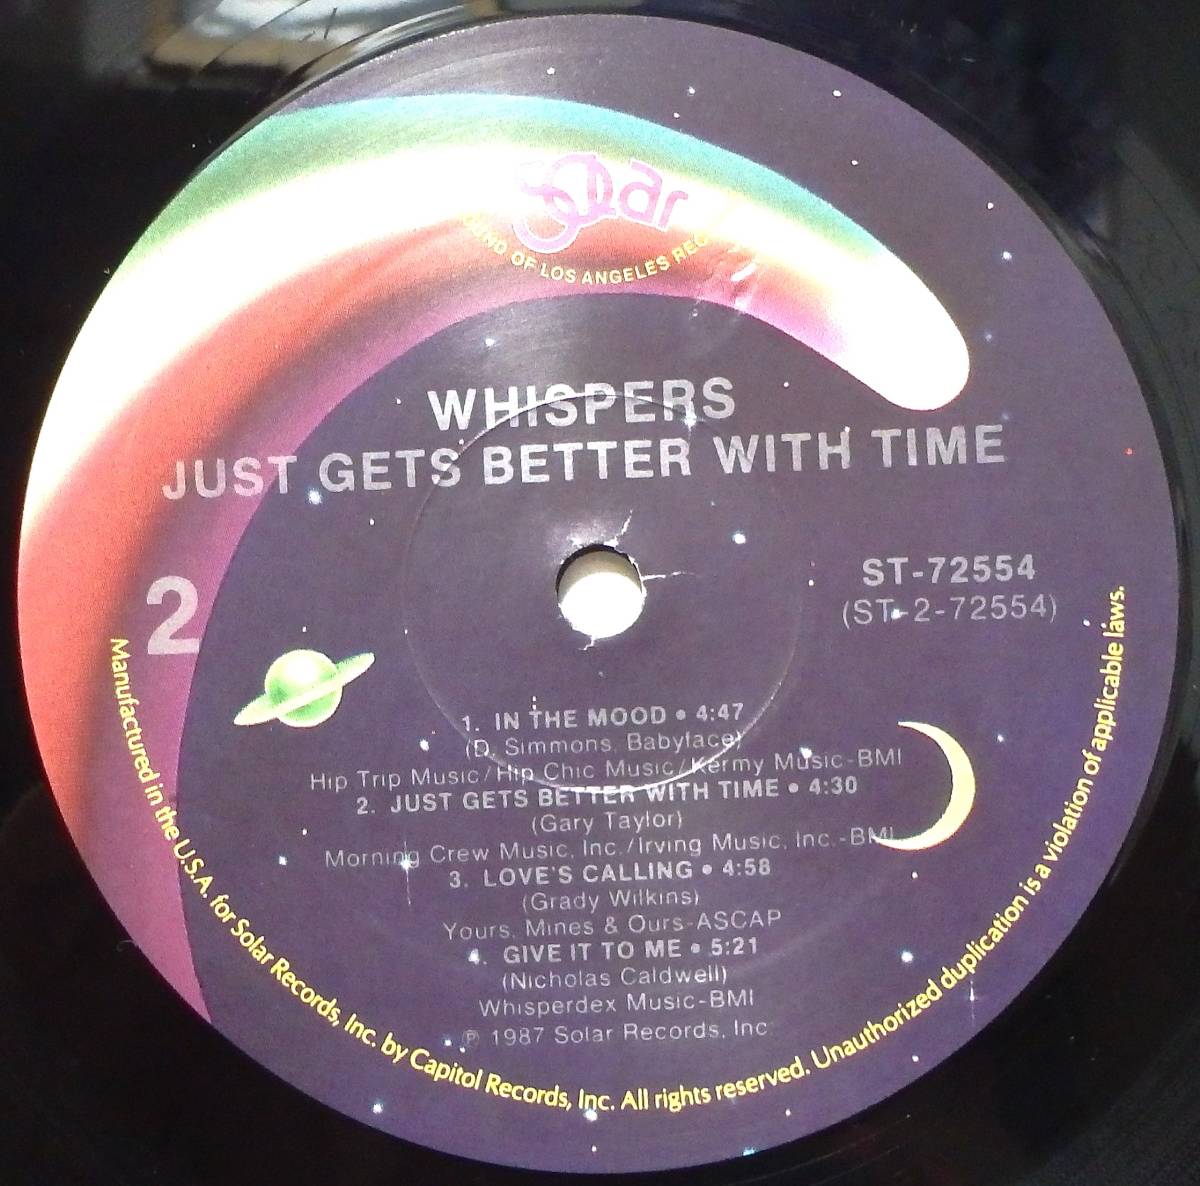 Solar
SOUND OF LOS ANGELES
WHISPERS
JUST GETS BETTER WITH TIME
2
ST-72554
(ST-2-72554)
1. IN THE MOOD • 4:47
(D. Simmons, Babyface)
Hip Trip Music/Hip Chic Music/Kermy Music-BMI
2. JUST GETS BETTER WITH TIME • 4:30
(Gary Taylor)
Morning Crew Music, Inc./Irving Music, Inc.-BMI
3. LOVE'S CALLING • 4:58
(Grady Wilkins)
Yours, Mines & Ours-ASCAP
4. GIVE IT TO ME • 5:21
(Nicholas Caldwell)
Whisperdex Music-BMI
℗ 1987 Solar Records, Inc.
Manufactured in the U.S.A. for Solar Records, Inc. by Capitol Records, Inc. All rights reserved. Unauthorized duplication is a violation of applicable laws.